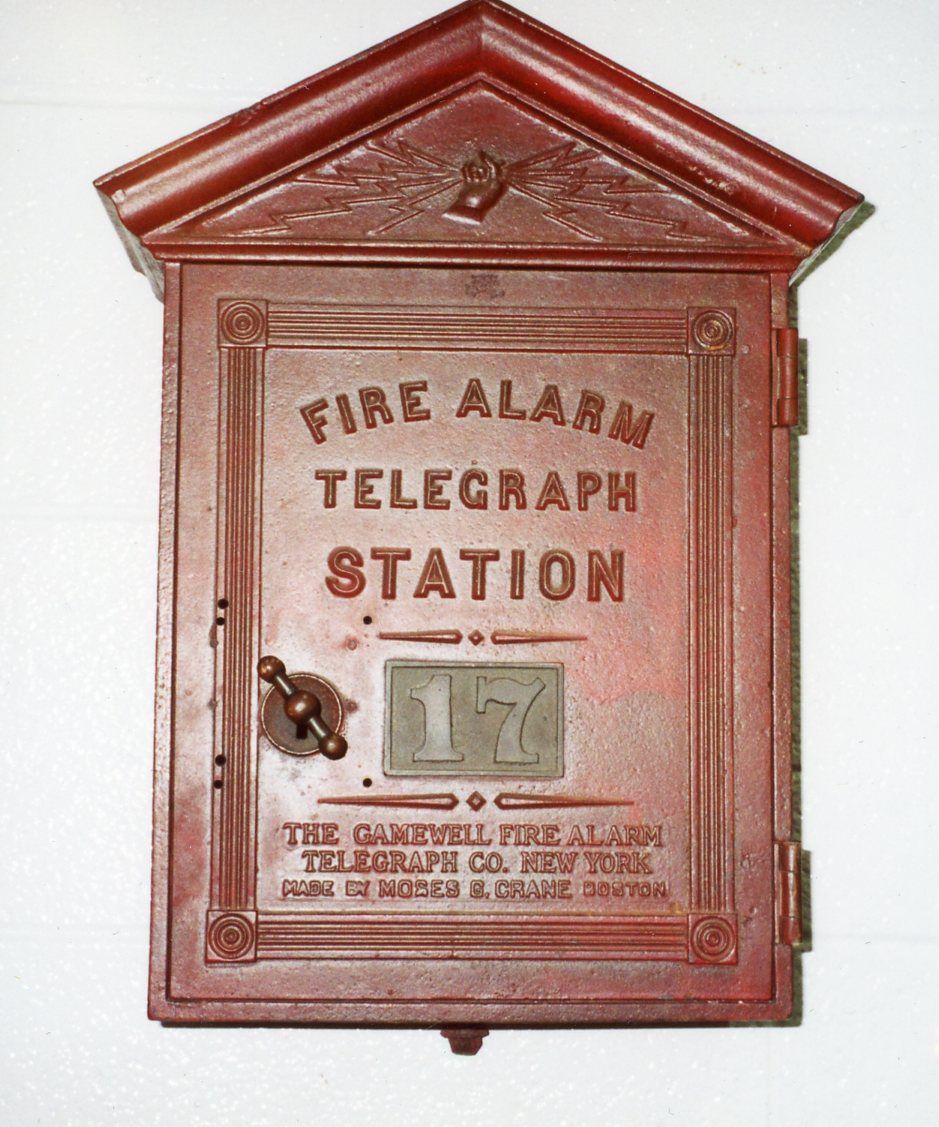 FIRE ALARM
TELEGRAPH
STATION
17
THE GAMEWELL FIRE ALARM
TELEGRAPH CO. NEW YORK
MADE BY MOSES G. CRANE BOSTON